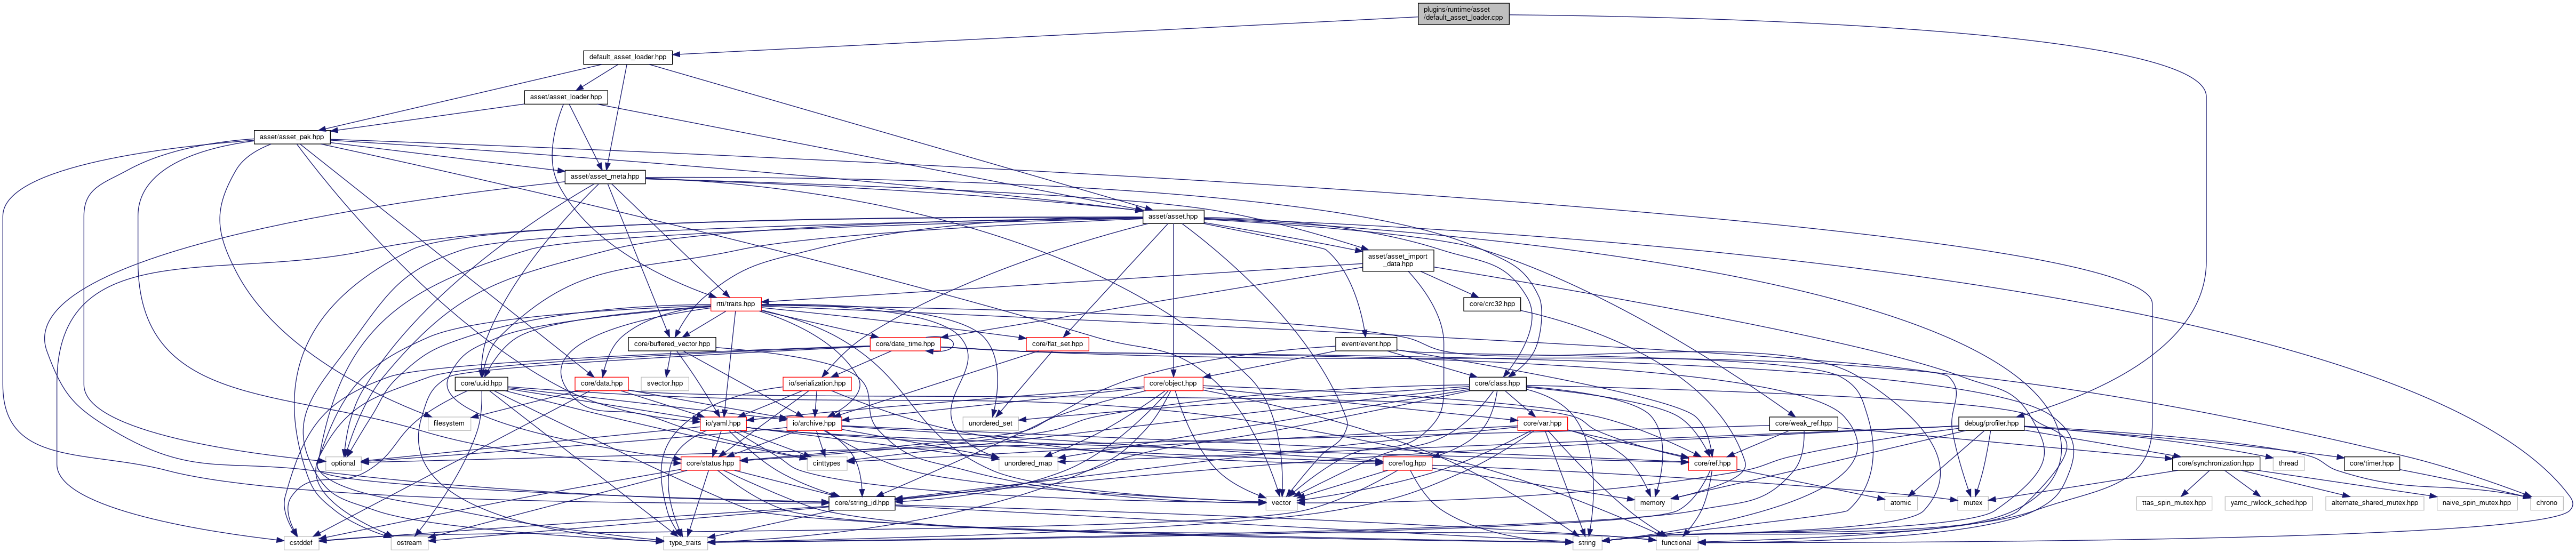 plugins/runtime/asset
/default_asset_loader.cpp
default_asset_loader.hpp
asset/asset_loader.hpp
asset/asset_pak.hpp
asset/asset_meta.hpp
asset/asset.hpp
asset/asset_import
_data.hpp
rtti/traits.hpp
core/crc32.hpp
core/buffered_vector.hpp
core/date_time.hpp
core/flat_set.hpp
event/event.hpp
core/uuid.hpp
core/data.hpp
svector.hpp
io/serialization.hpp
core/object.hpp
core/class.hpp
filesystem
io/yaml.hpp
io/archive.hpp
unordered_set
core/var.hpp
core/weak_ref.hpp
debug/profiler.hpp
optional
core/status.hpp
cinttypes
unordered_map
core/log.hpp
core/ref.hpp
core/synchronization.hpp
thread
core/timer.hpp
core/string_id.hpp
vector
memory
atomic
mutex
ttas_spin_mutex.hpp
yamc_rwlock_sched.hpp
alternate_shared_mutex.hpp
naive_spin_mutex.hpp
chrono
cstddef
ostream
type_traits
string
functional